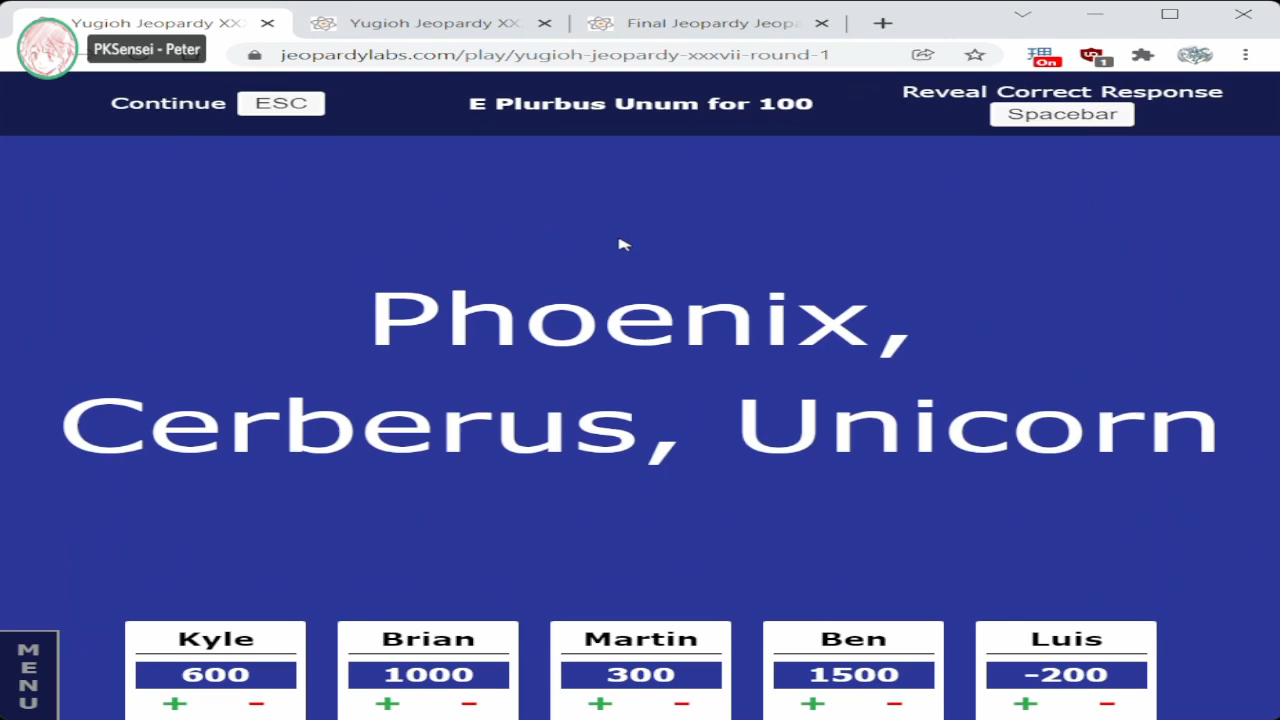 Yugioh Jeopardy XX
Yugioh Jeopardy XX
Final Jeopardy Jeop
PKSensei - Peter
jeopardylabs.com/play/yugioh-jeopardy-xxxvii-round-1
理
On
1
Continue ESC
E Plurbus Unum for 100
Reveal Correct Response
Spacebar
Phoenix,
Cerberus, Unicorn
MENU
Kyle
600
+ -
Brian
1000
+ -
Martin
300
+ -
Ben
1500
+ -
Luis
-200
+ -